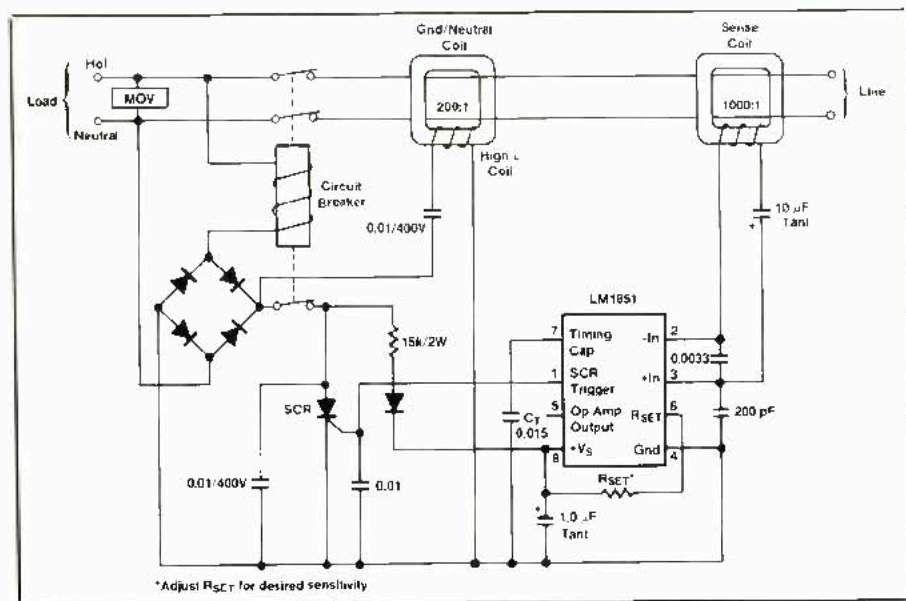 Gnd/Neutral
Coil
Sense
Coil
Hot
Load
MOV
Neutral
200:1
1000:1
Line
High µ
Coil
Circuit
Breaker
0.01/400V
10 µF
Tant
+
LM1851
15k/2W
7
Timing
Cap
-In
2
0.0033
1
SCR
Trigger
+In
3
SCR
5
Op Amp
Output
RSET
6
200 pF
CT
0.015
+VS
8
Gnd
4
0.01/400V
0.01
RSET*
+
1.0 µF
Tant
*Adjust RSET for desired sensitivity